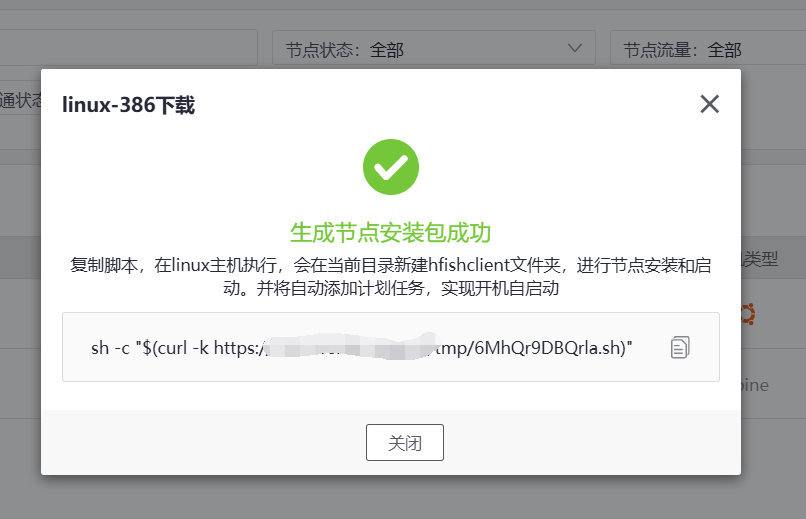 节点状态：全部
节点流量：全部
通状态
linux-386下载
生成节点安装包成功
类型
复制脚本，在linux主机执行，会在当前目录新建hfishclient文件夹，进行节点安装和启
动。并将自动添加计划任务，实现开机自启动
sh -c "$(curl -k https:/ /tmp/6MhQr9DBQrla.sh)"
pine
关闭